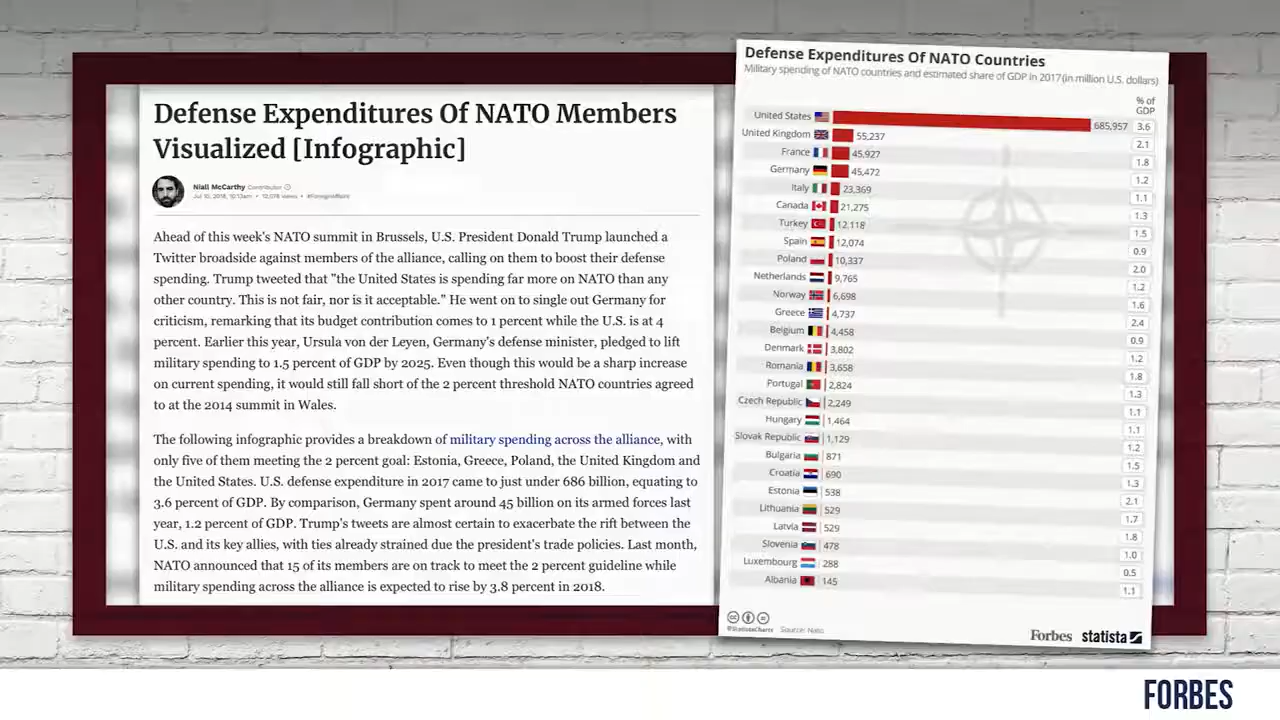 Defense Expenditures Of NATO Members
Visualized [Infographic]
Niall McCarthy Contributor
Jul 10, 2018, 10:13am • 12,078 views • #ForeignAffairs
Ahead of this week's NATO summit in Brussels, U.S. President Donald Trump launched a
Twitter broadside against members of the alliance, calling on them to boost their defense
spending. Trump tweeted that "the United States is spending far more on NATO than any
other country. This is not fair, nor is it acceptable." He went on to single out Germany for
criticism, remarking that its budget contribution comes to 1 percent while the U.S. is at 4
percent. Earlier this year, Ursula von der Leyen, Germany's defense minister, pledged to lift
military spending to 1.5 percent of GDP by 2025. Even though this would be a sharp increase
on current spending, it would still fall short of the 2 percent threshold NATO countries agreed
to at the 2014 summit in Wales.
The following infographic provides a breakdown of military spending across the alliance, with
only five of them meeting the 2 percent goal: Estonia, Greece, Poland, the United Kingdom and
the United States. U.S. defense expenditure in 2017 came to just under 686 billion, equating to
3.6 percent of GDP. By comparison, Germany spent around 45 billion on its armed forces last
year, 1.2 percent of GDP. Trump's tweets are almost certain to exacerbate the rift between the
U.S. and its key allies, with ties already strained due the president's trade policies. Last month,
NATO announced that 15 of its members are on track to meet the 2 percent guideline while
military spending across the alliance is expected to rise by 3.8 percent in 2018.
Defense Expenditures Of NATO Countries
Military spending of NATO countries and estimated share of GDP in 2017 (in million U.S. dollars)
% of
GDP
United States 685,957 3.6
United Kingdom 55,237 2.1
France 45,927 1.8
Germany 45,472 1.2
Italy 23,369 1.1
Canada 21,275 1.3
Turkey 12.118 1.5
Spain 12,074 0.9
Poland 10,337 2.0
Netherlands 9,765 1.2
Norway 6,698 1.6
Greece 4,737 2.4
Belgium 4,458 0.9
Denmark 3,802 1.2
Romania 3,658 1.8
Portugal 2,824 1.3
Czech Republic 2,249 1.1
Hungary 1,464 1.1
Slovak Republic 1,129 1.2
Bulgaria 871 1.5
Croatia 690 1.3
Estonia 538 2.1
Lithuania 529 1.7
Latvia 529 1.8
Slovenia 478 1.0
Luxembourg 288 0.5
Albania 145 1.1
@StatistaCharts Source: Nato
Forbes statista
FORBES